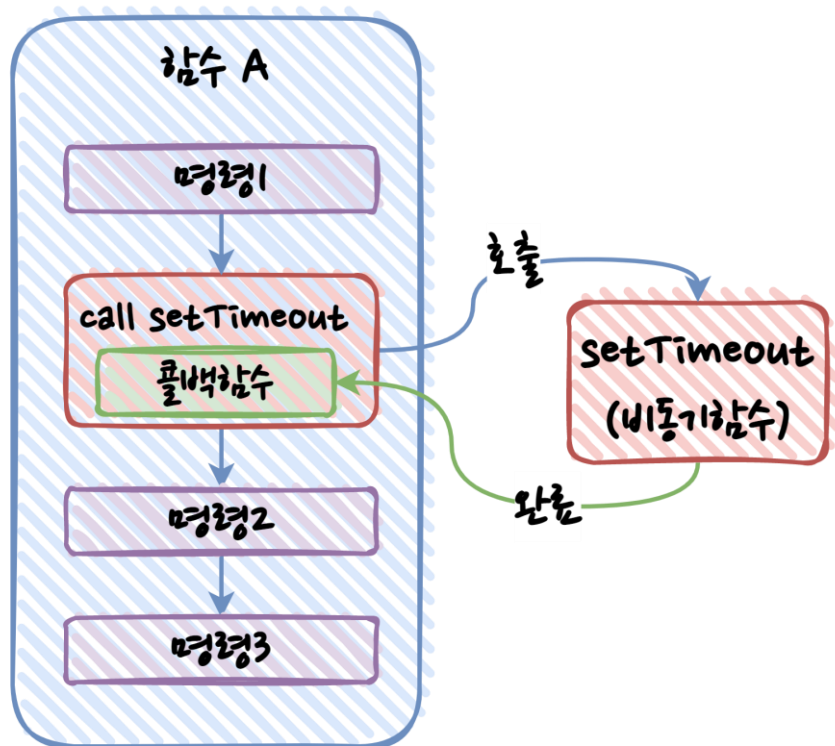 함수 A
명령1
호출
call setTimeout
콜백함수
setTimeout
(비동기함수)
명령2
완료
명령3